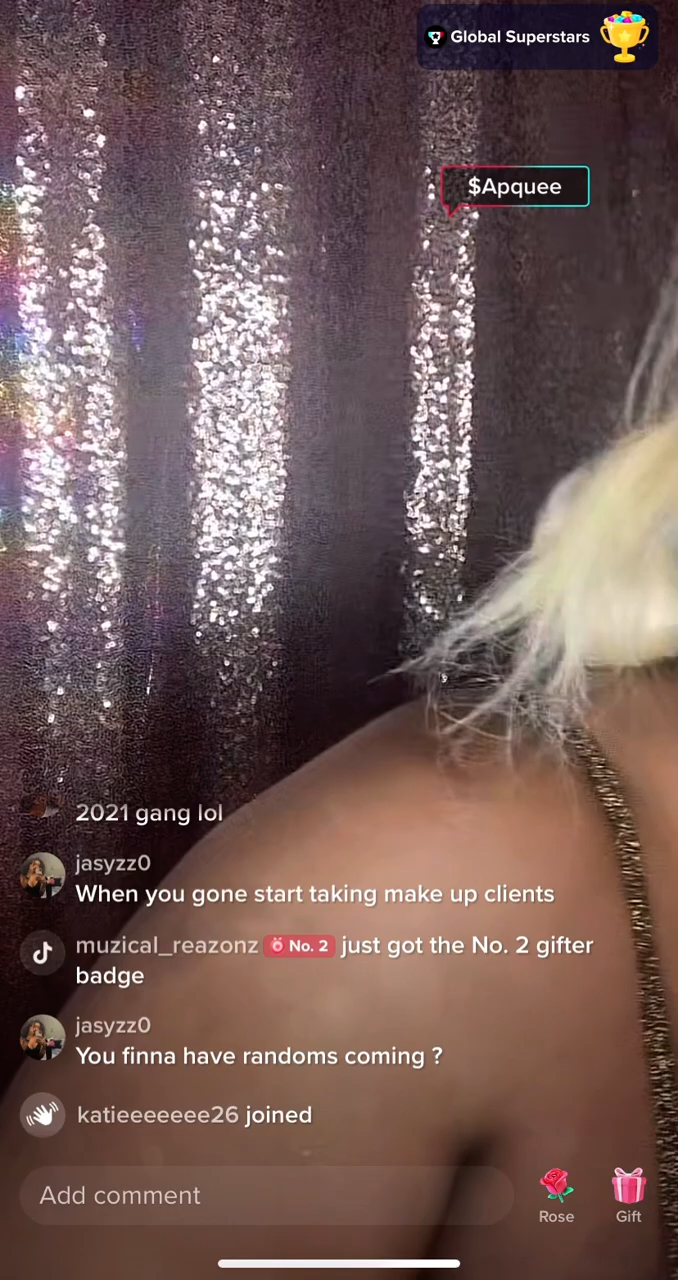 Global Superstars
$Apquee
2021 gang lol
jasyzz0
When you gone start taking make up clients
muzical_reazonz No. 2 just got the No. 2 gifter
badge
jasyzz0
You finna have randoms coming ?
katieeeeeee26 joined
Add comment
Rose
Gift